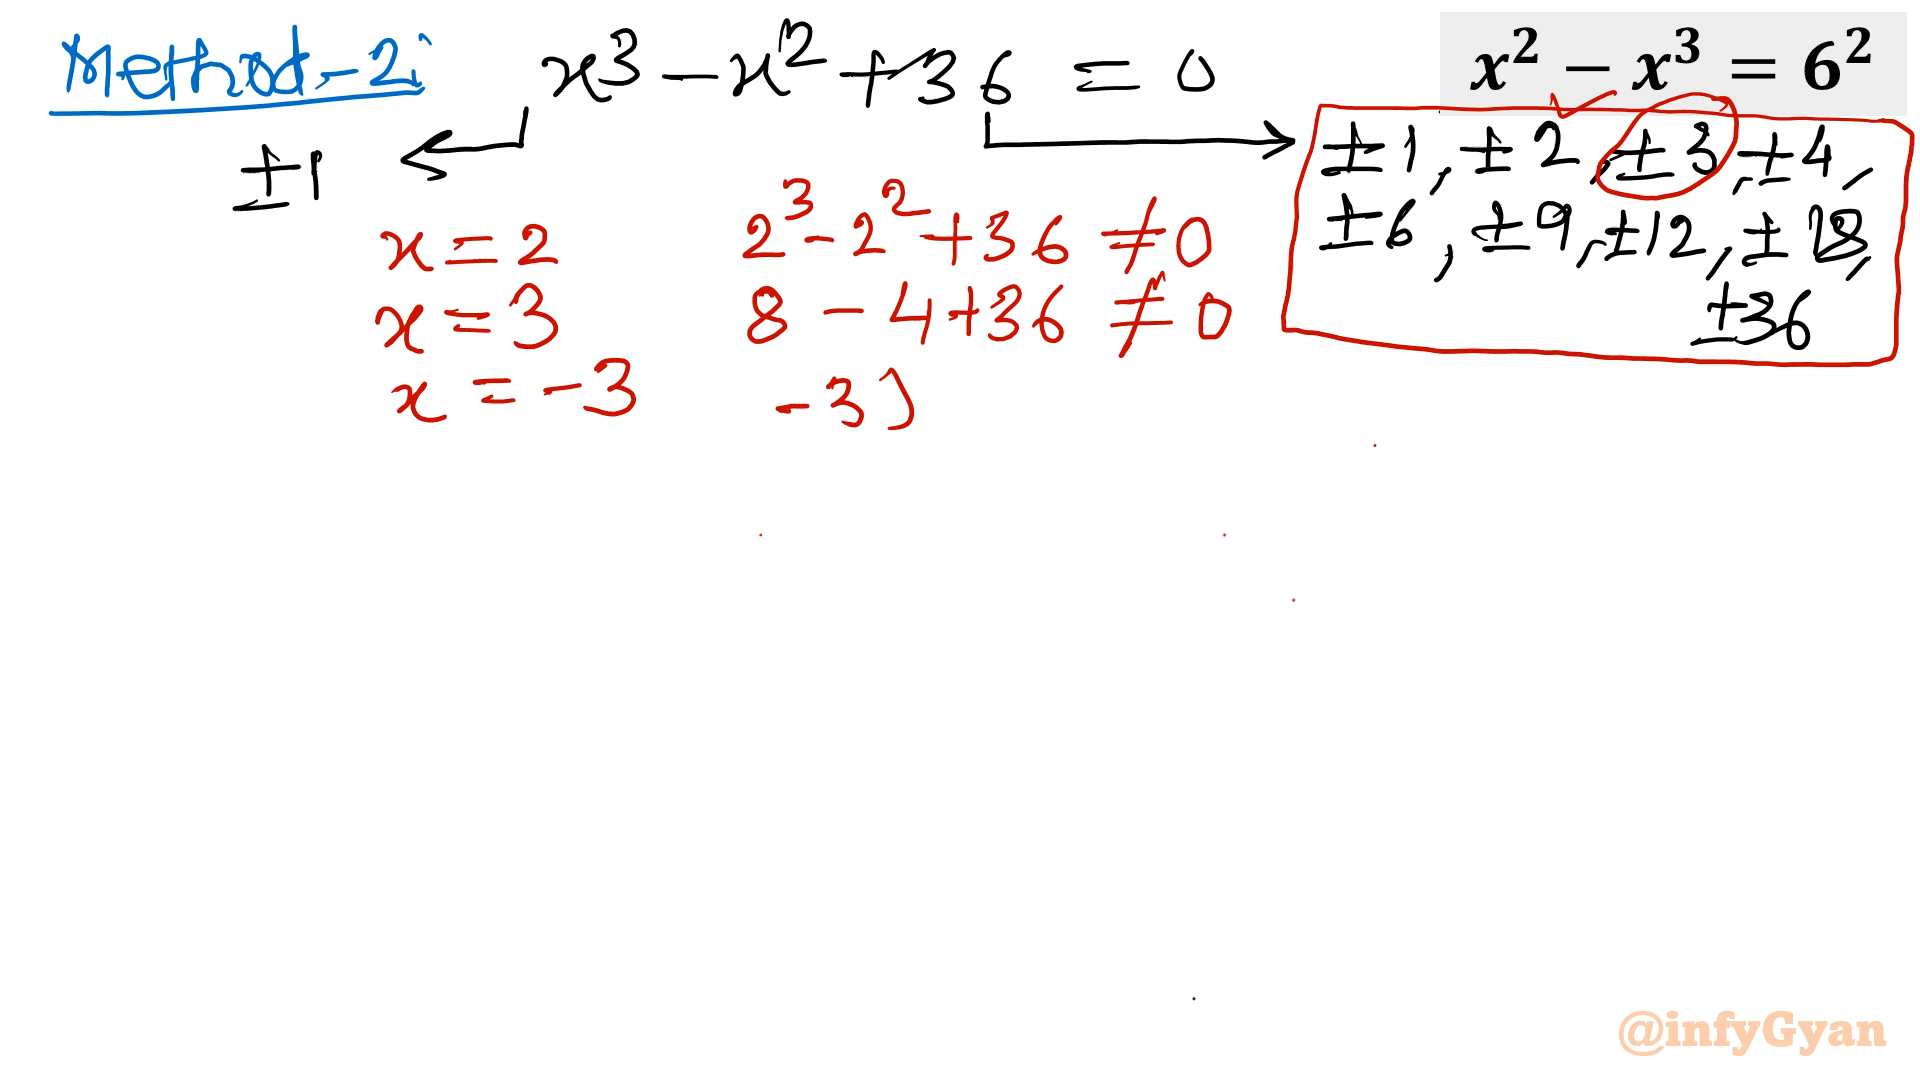 Method-2:
x³ - x² + 36 = 0
x² − x³ = 6²
±1
±1, ±2, ±3, ±4,
±6, ±9, ±12, ±18,
±36
x = 2 2³ - 2² + 36 ≠ 0
x = 3 8 - 4 + 36 ≠ 0
x = -3 -3)
@infyGyan